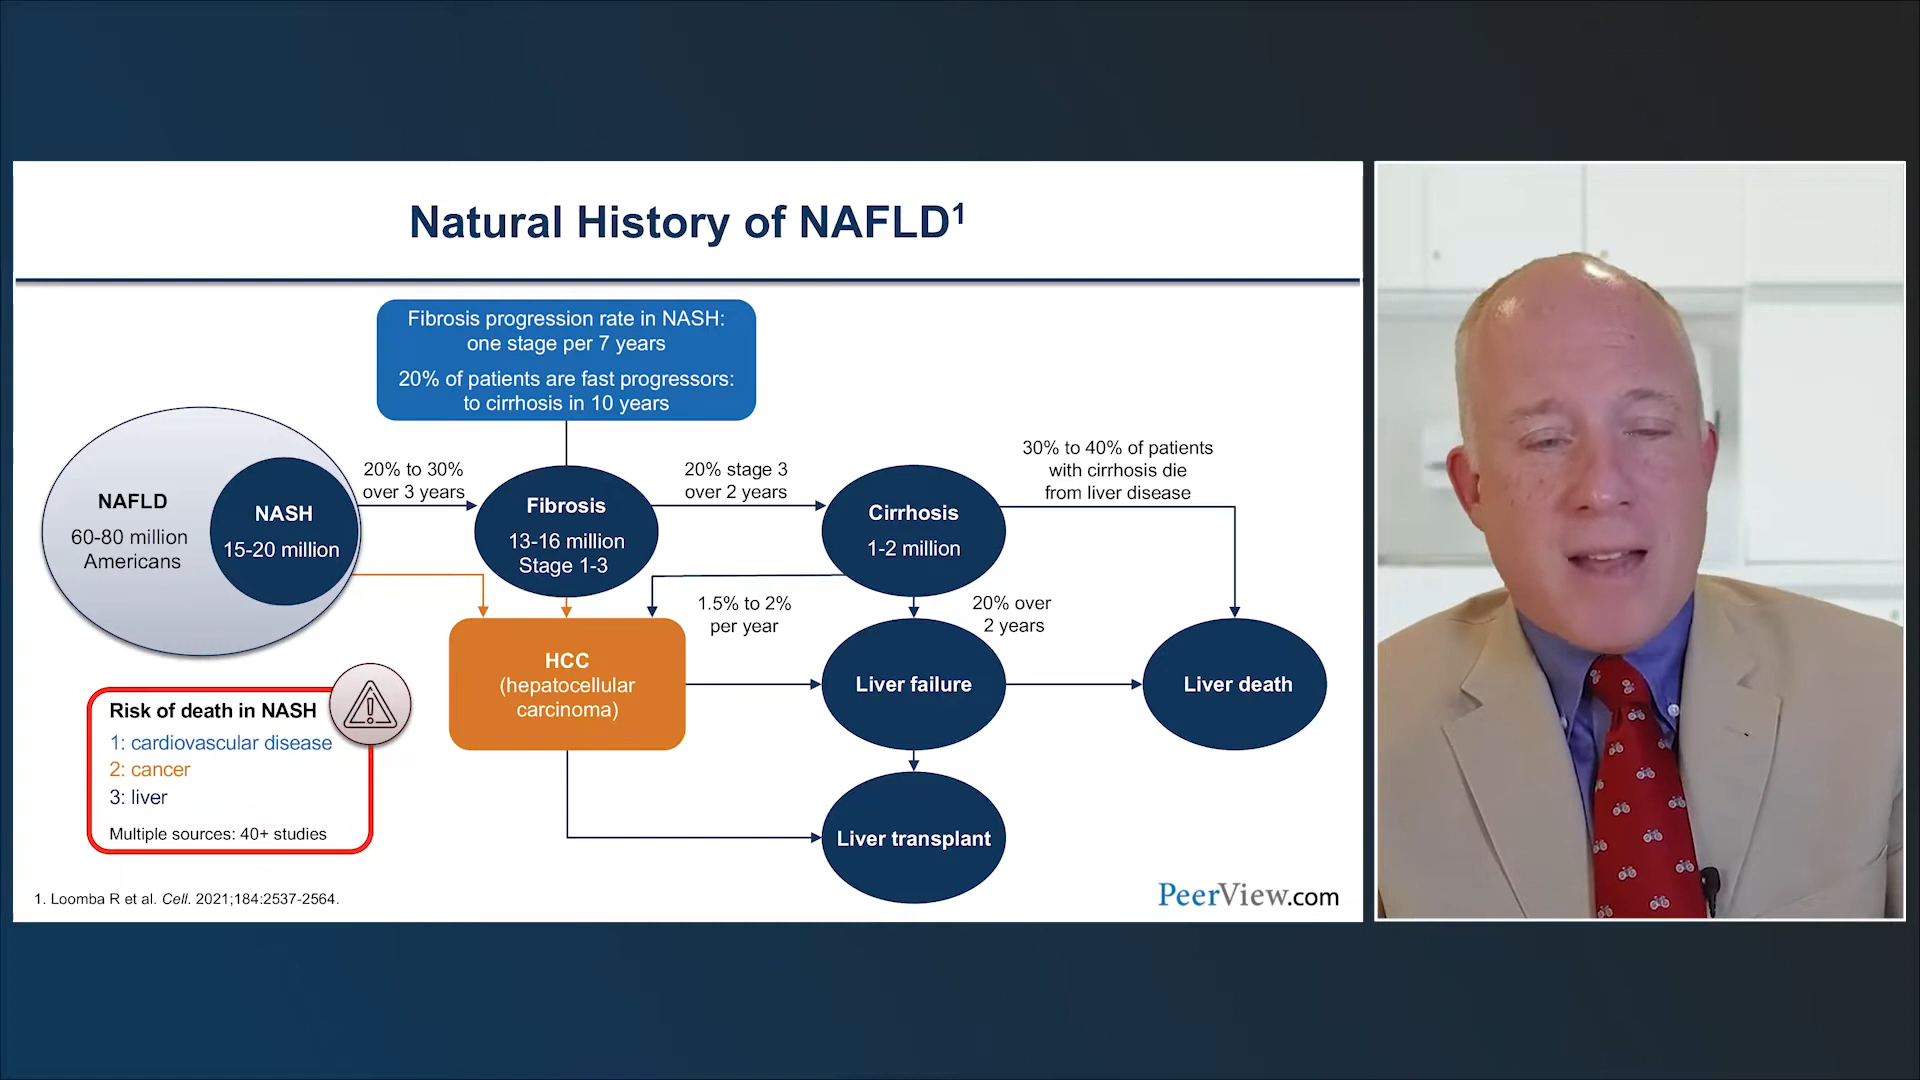 Natural History of NAFLD¹
Fibrosis progression rate in NASH:
one stage per 7 years
20% of patients are fast progressors:
to cirrhosis in 10 years
NAFLD
60-80 million
Americans
NASH
15-20 million
20% to 30%
over 3 years
Fibrosis
13-16 million
Stage 1-3
20% stage 3
over 2 years
Cirrhosis
1-2 million
30% to 40% of patients
with cirrhosis die
from liver disease
1.5% to 2%
per year
20% over
2 years
HCC
(hepatocellular
carcinoma)
Liver failure
Liver death
Liver transplant
Risk of death in NASH
1: cardiovascular disease
2: cancer
3: liver
Multiple sources: 40+ studies
1. Loomba R et al. Cell. 2021;184:2537-2564.
PeerView.com